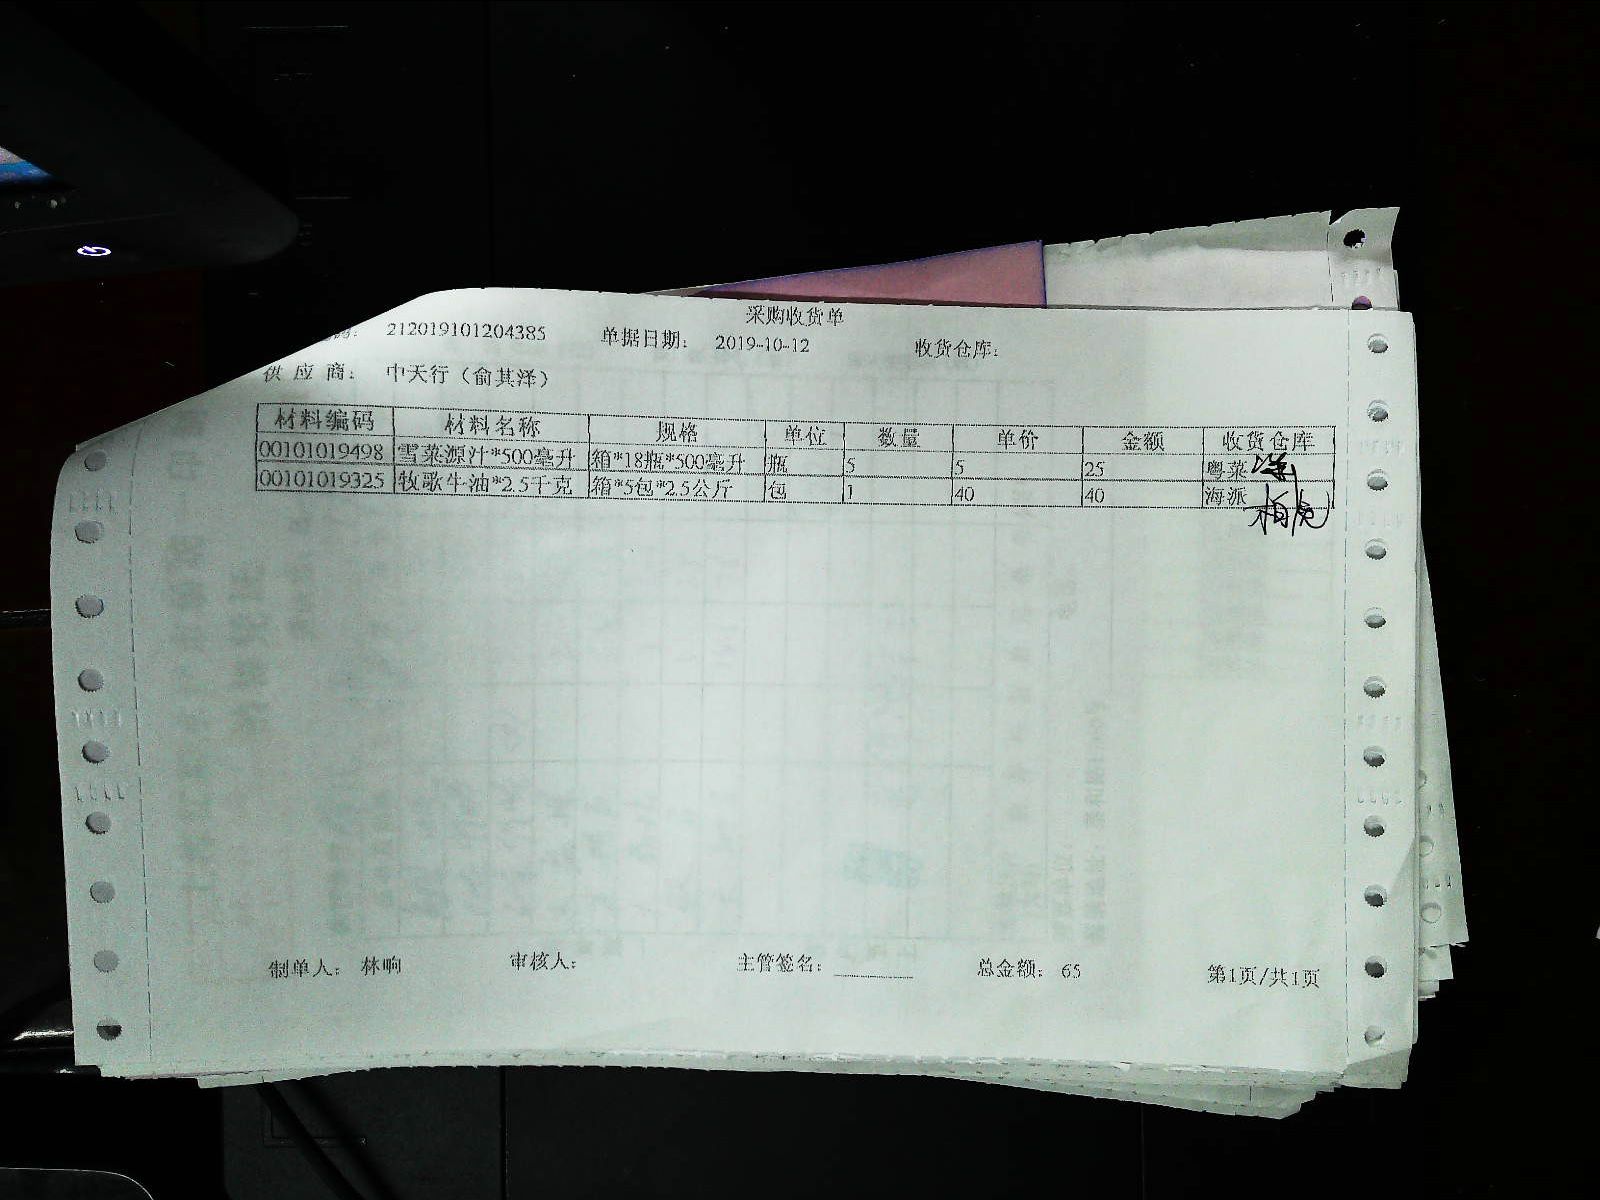 采购收货单
码： 212019101204385 单据日期： 2019-10-12 收货仓库：
供应商： 中天行（俞其泽）
材料编码 材料名称 规格 单位 数量 单价 金额 收货仓库
00101019498 雪菜源汁*500毫升 箱*18瓶*500毫升 瓶 5 5 25 粤菜
00101019325 牧歌牛油*2.5千克 箱*5包*2.5公斤 包 1 40 40 海派
制单人： 林响 审核人： 主管签名： 总金额： 65 第1页/共1页